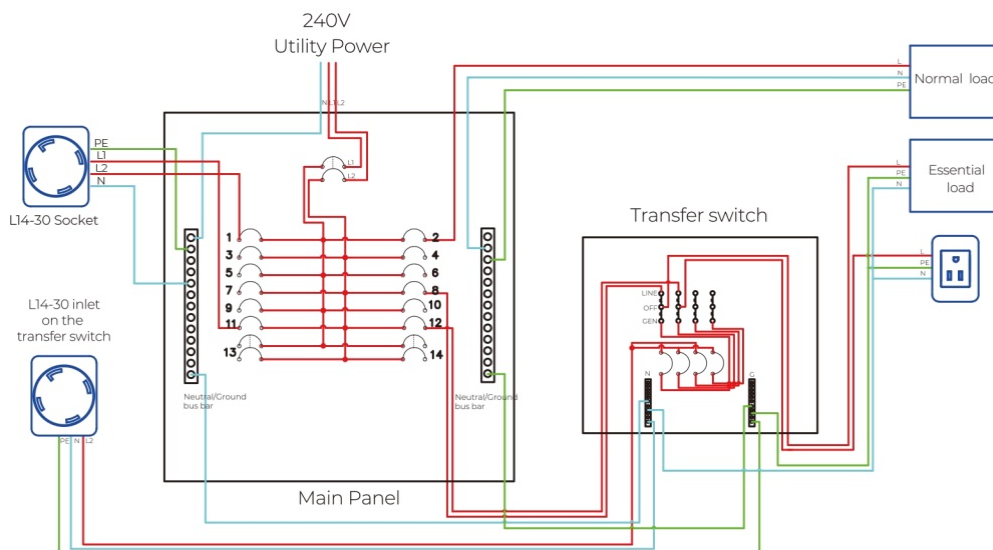 240V
Utility Power
N L1 L2
PE
L1
L2
N
L14-30 Socket
L14-30 inlet
on the
transfer switch
PE N L2
L1
L2
1
3
5
7
9
11
13
2
4
6
8
10
12
14
Neutral/Ground
bus bar
Neutral/Ground
bus bar
Main Panel
Transfer switch
LINE
OFF
GEN
N
G
L
N
PE
Normal load
L
PE
N
Essential
load
L
PE
N